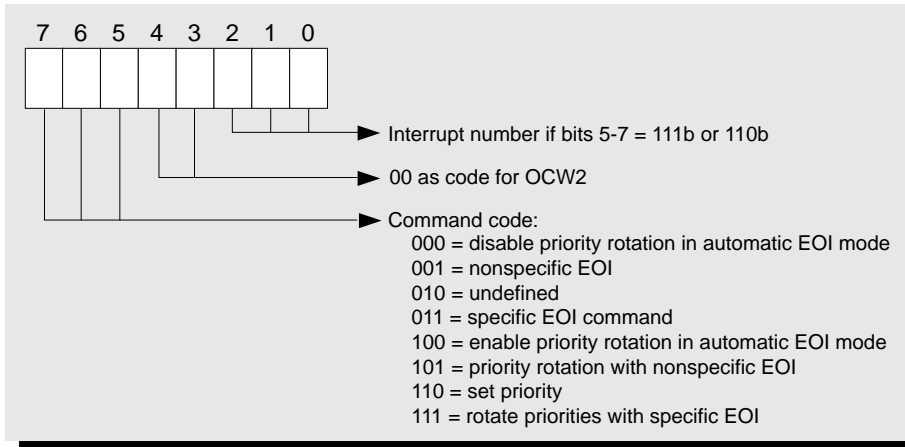 7 6 5 4 3 2 1 0
Interrupt number if bits 5-7 = 111b or 110b
00 as code for OCW2
Command code:
000 = disable priority rotation in automatic EOI mode
001 = nonspecific EOI
010 = undefined
011 = specific EOI command
100 = enable priority rotation in automatic EOI mode
101 = priority rotation with nonspecific EOI
110 = set priority
111 = rotate priorities with specific EOI